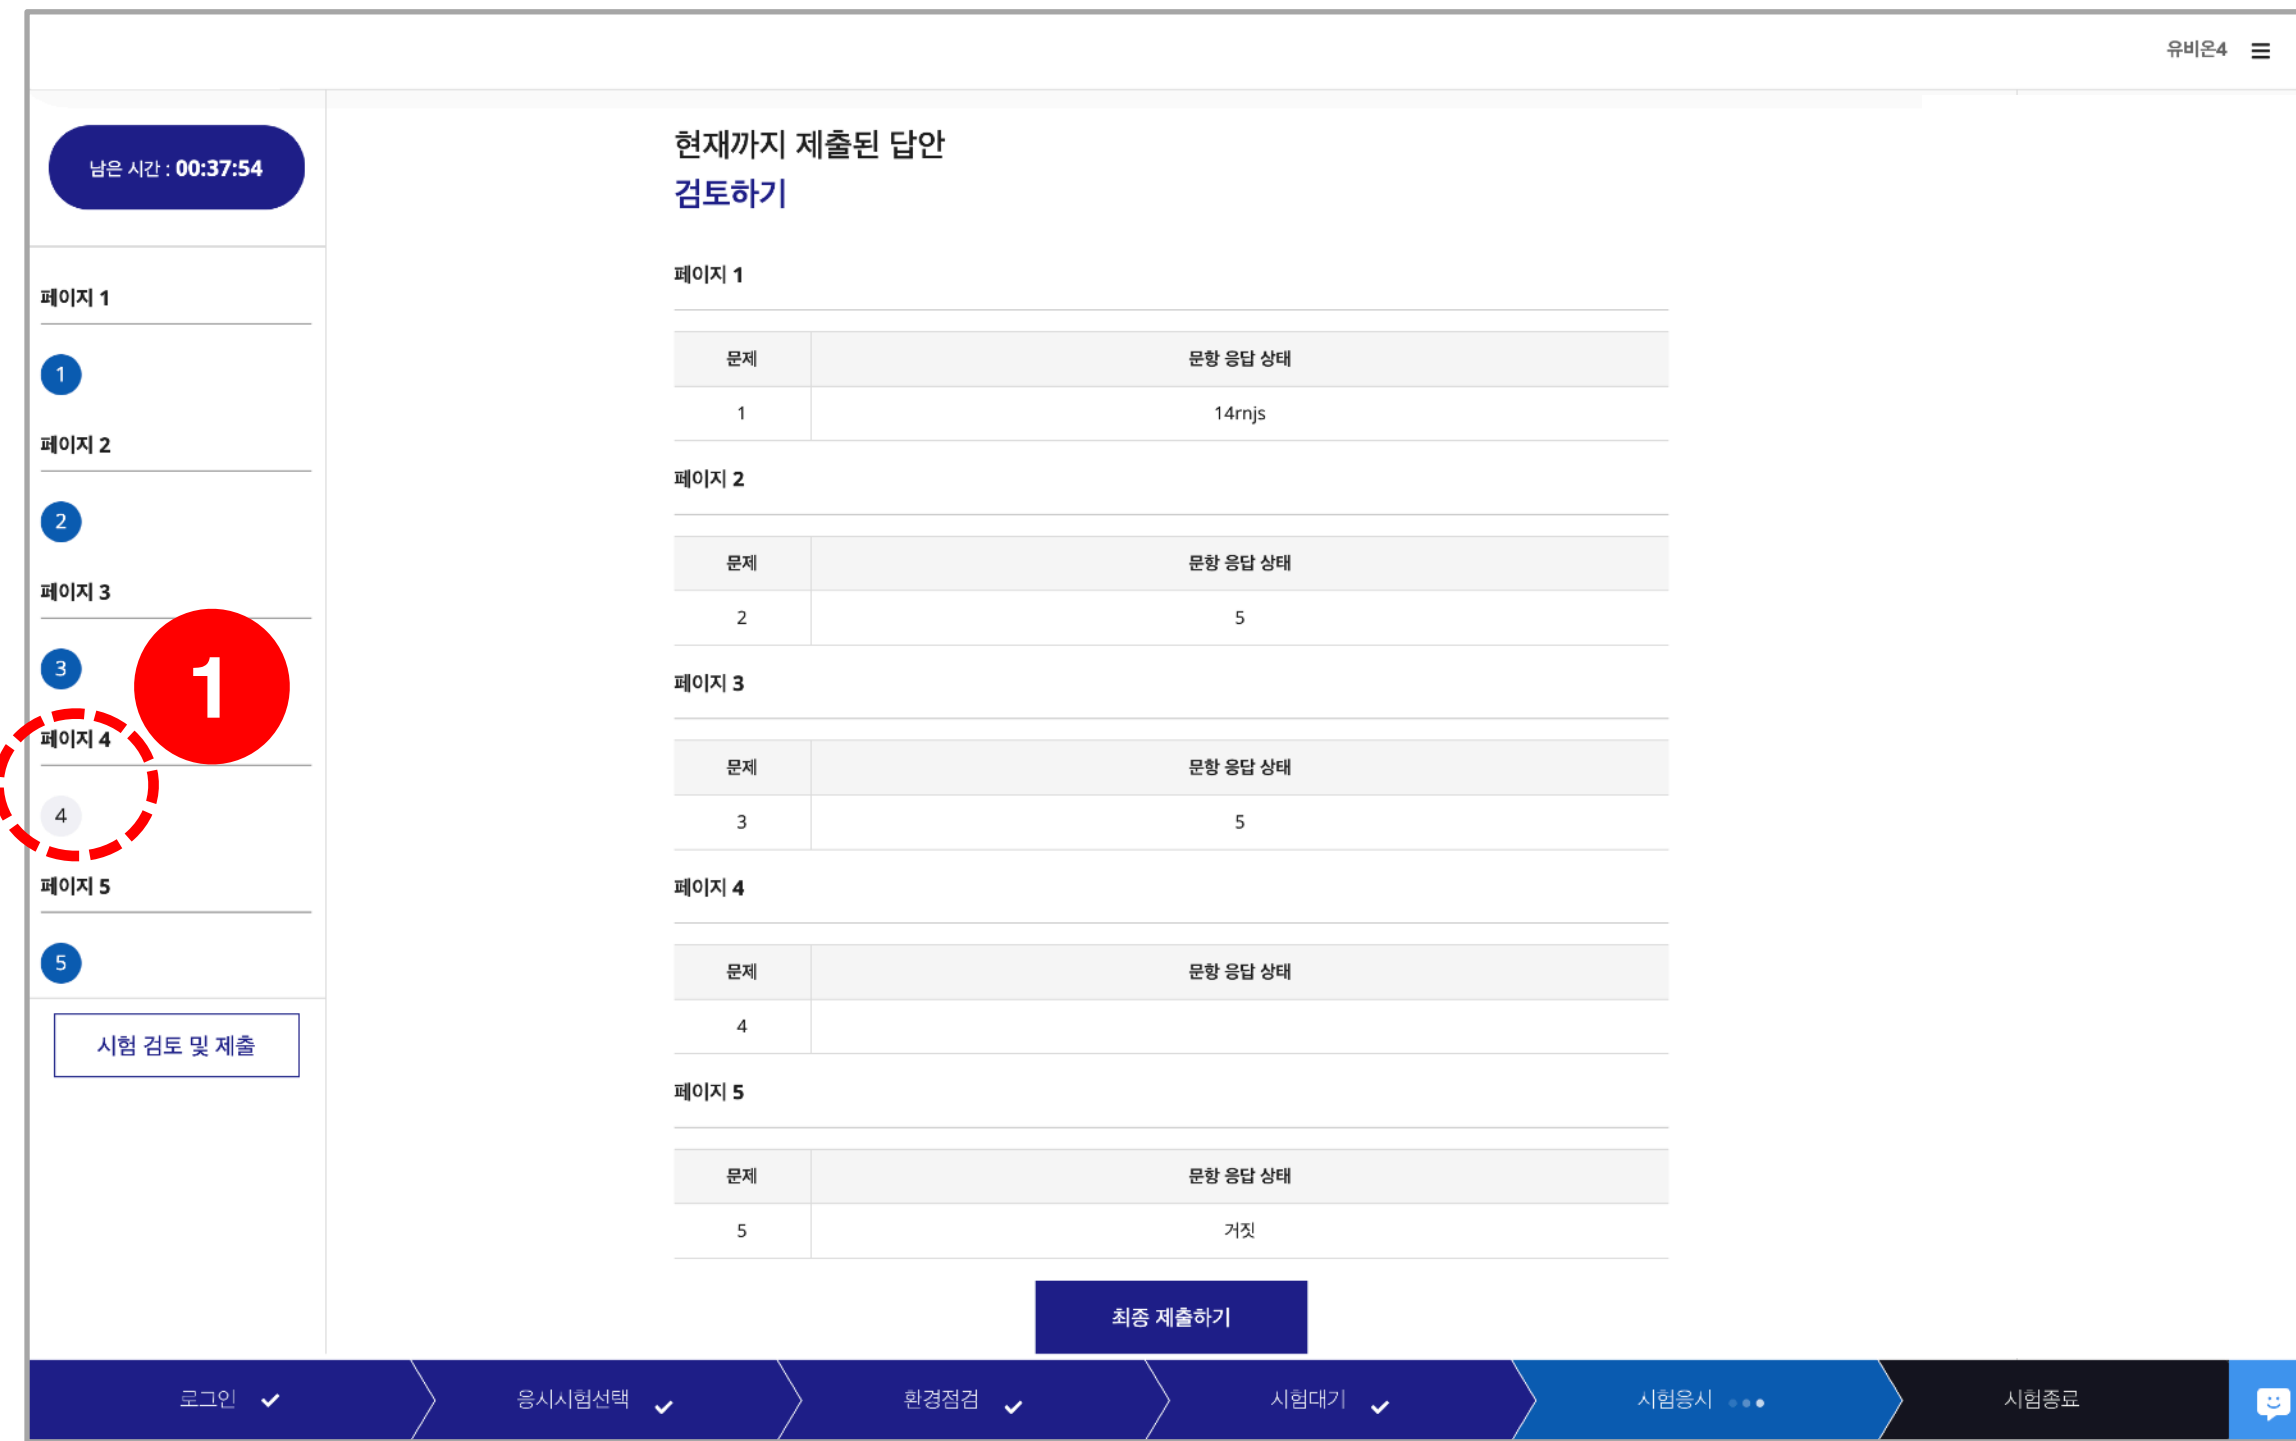 유비온4
남은 시간 : 00:37:54
페이지 1
1
페이지 2
2
페이지 3
3
1
페이지 4
4
페이지 5
5
시험 검토 및 제출
현재까지 제출된 답안
검토하기
페이지 1
문제 문항 응답 상태
1 14rnjs
페이지 2
문제 문항 응답 상태
2 5
페이지 3
문제 문항 응답 상태
3 5
페이지 4
문제 문항 응답 상태
4
페이지 5
문제 문항 응답 상태
5 거짓
최종 제출하기
로그인 응시시험선택 환경점검 시험대기 시험응시 시험종료